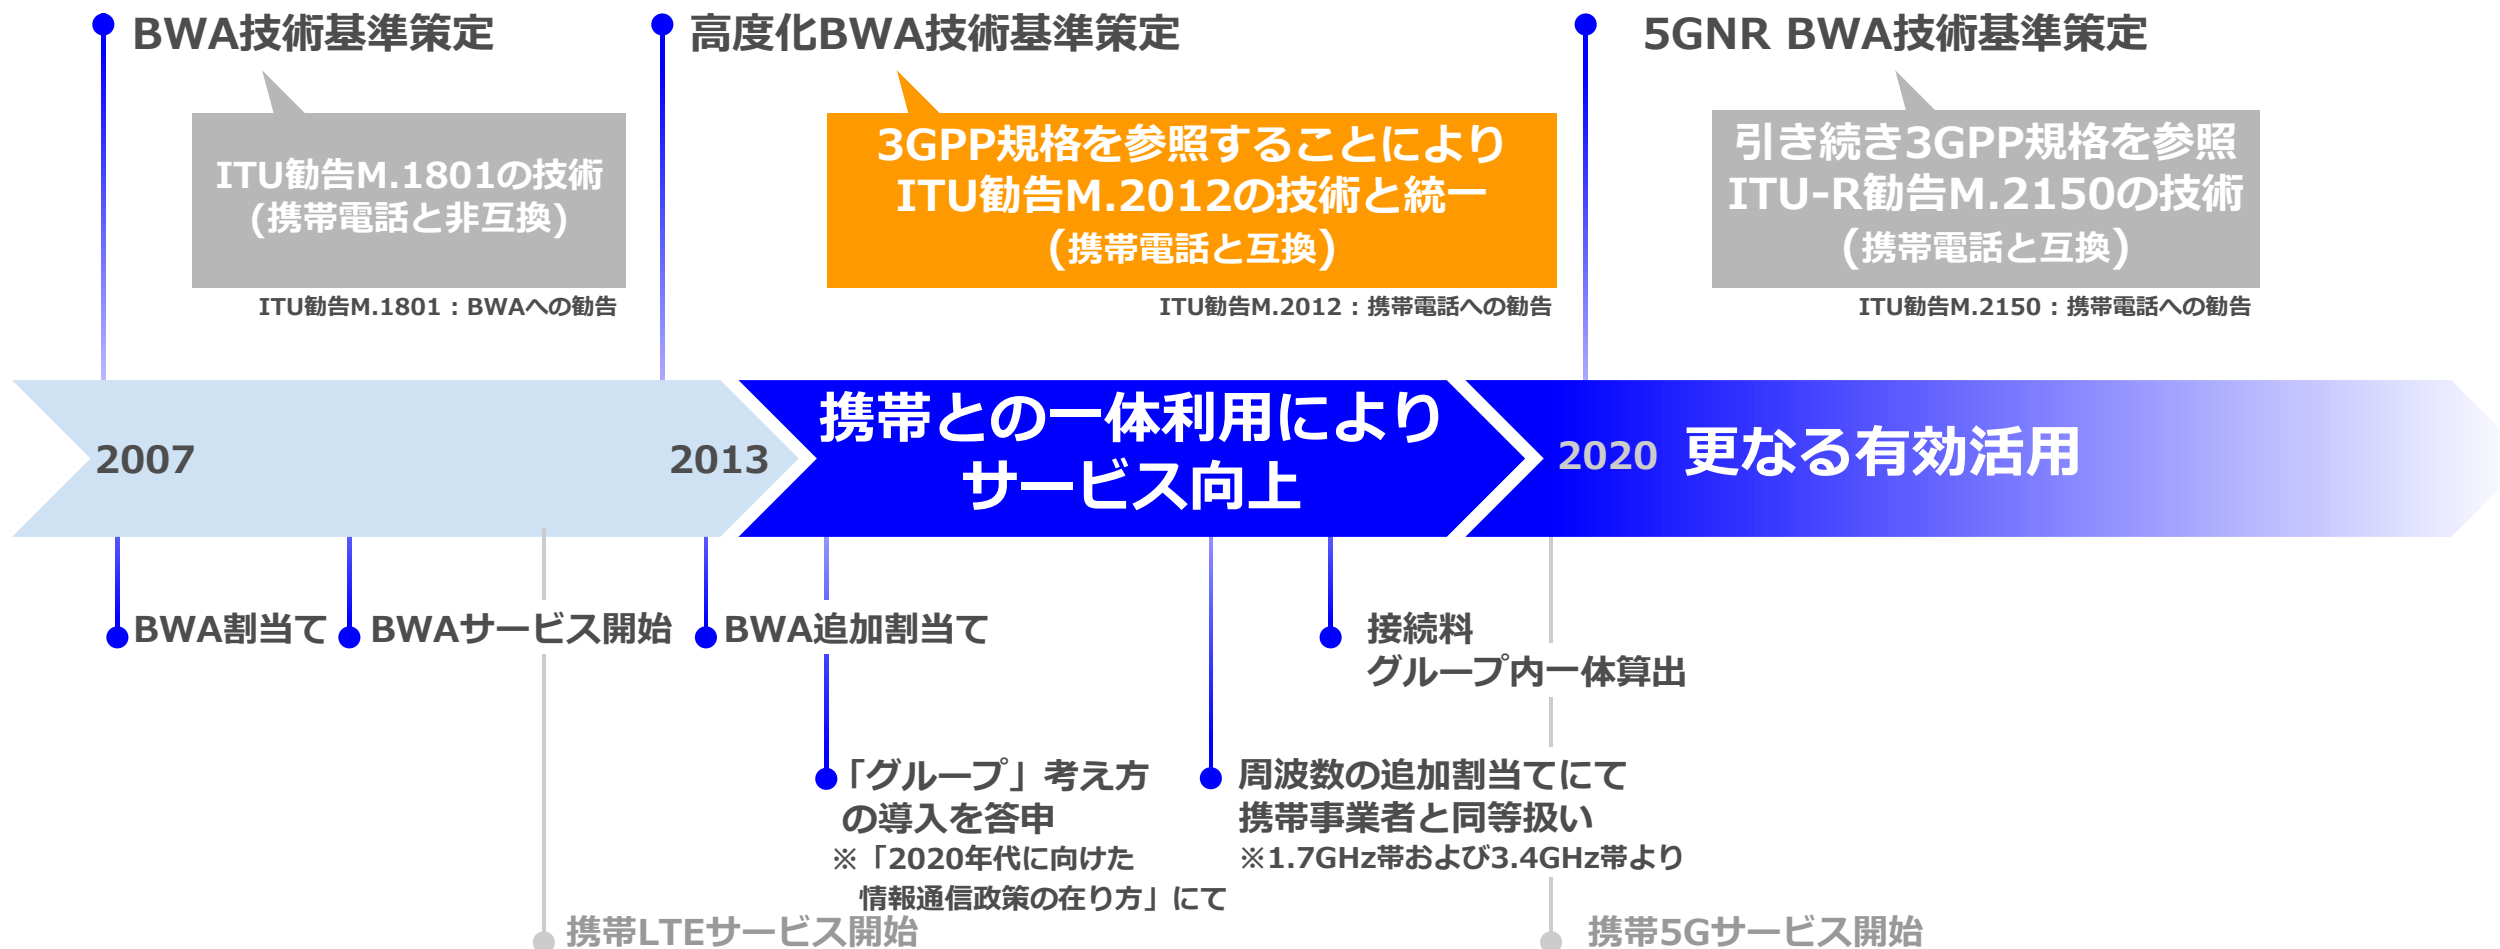 BWA技術基準策定
高度化BWA技術基準策定
5GNR BWA技術基準策定
ITU勧告M.1801の技術
(携帯電話と非互換)
ITU勧告M.1801：BWAへの勧告
3GPP規格を参照することにより
ITU勧告M.2012の技術と統一
(携帯電話と互換)
ITU勧告M.2012：携帯電話への勧告
引き続き3GPP規格を参照
ITU-R勧告M.2150の技術
(携帯電話と互換)
ITU勧告M.2150：携帯電話への勧告
2007
2013
携帯との一体利用により
サービス向上
2020
更なる有効活用
BWA割当て
BWAサービス開始
BWA追加割当て
接続料
グループ内一体算出
「グループ」考え方
の導入を答申
※「2020年代に向けた
情報通信政策の在り方」にて
周波数の追加割当てにて
携帯事業者と同等扱い
※1.7GHz帯および3.4GHz帯より
携帯LTEサービス開始
携帯5Gサービス開始